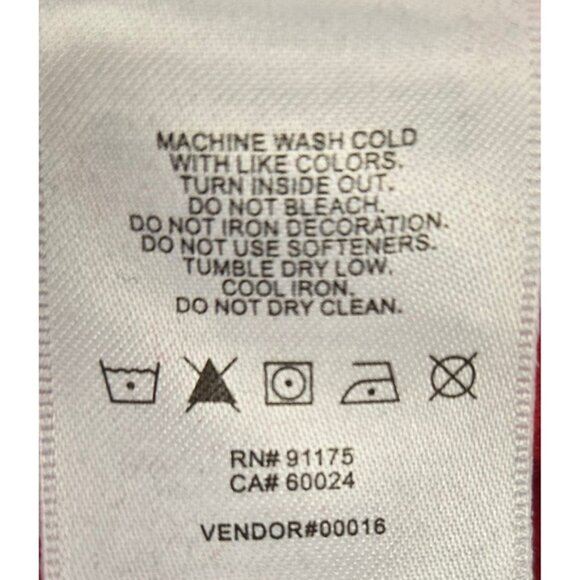 MACHINE WASH COLD
WITH LIKE COLORS.
TURN INSIDE OUT.
DO NOT BLEACH.
DO NOT IRON DECORATION.
DO NOT USE SOFTENERS.
TUMBLE DRY LOW.
COOL IRON.
DO NOT DRY CLEAN.
RN# 91175
CA# 60024
VENDOR#00016